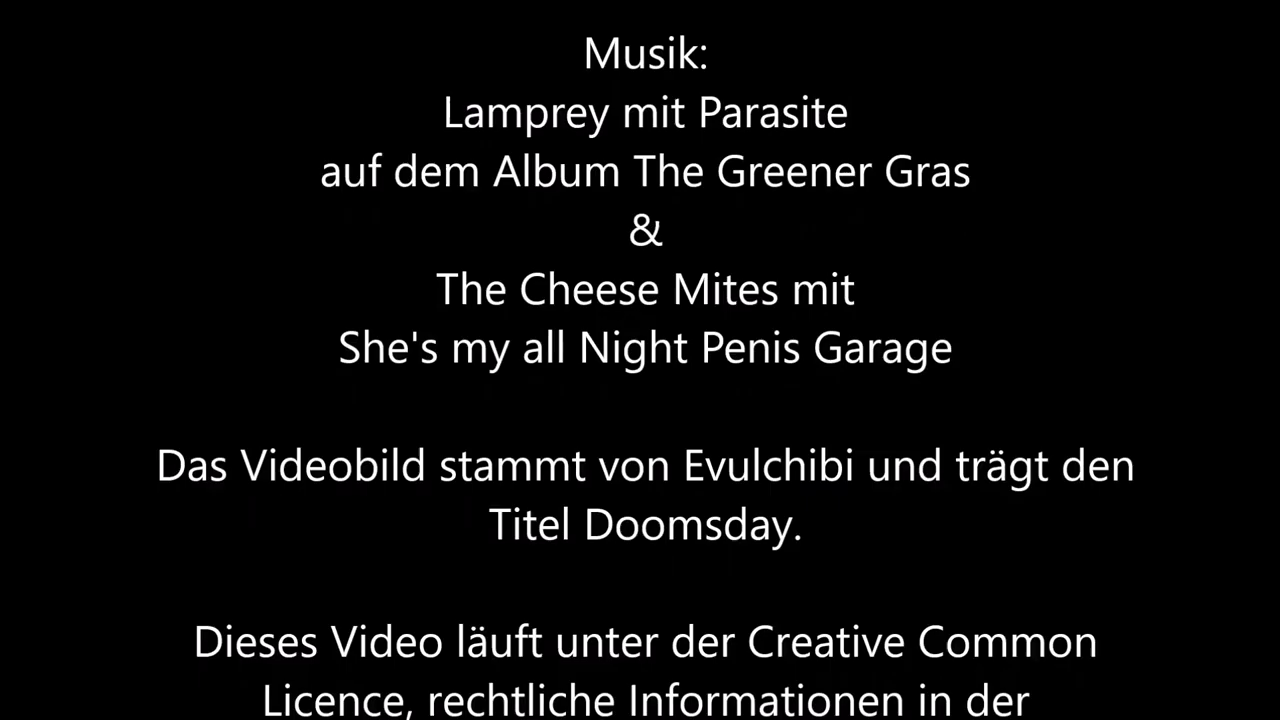 Musik:
Lamprey mit Parasite
auf dem Album The Greener Gras
&
The Cheese Mites mit
She's my all Night Penis Garage
Das Videobild stammt von Evulchibi und trägt den
Titel Doomsday.
Dieses Video läuft unter der Creative Common
Licence, rechtliche Informationen in der